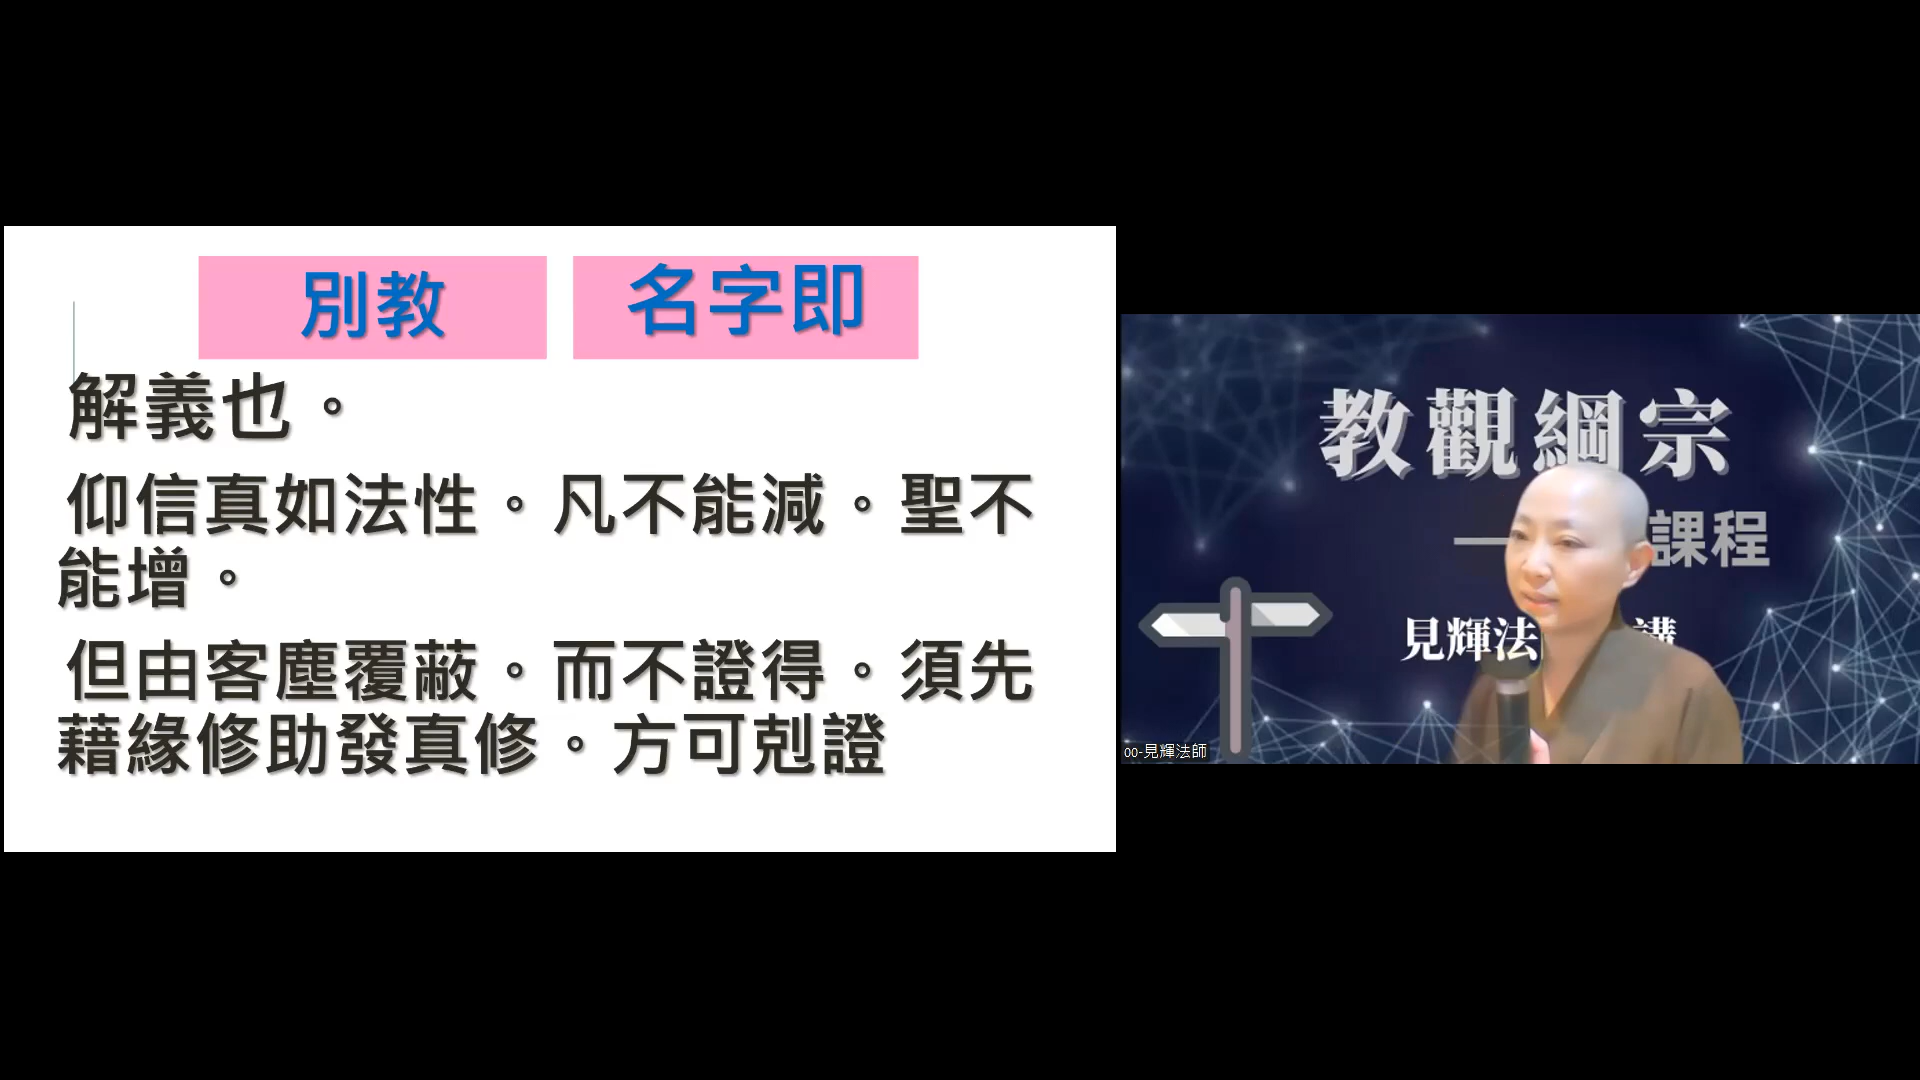 別教
名字即
解義也。
仰信真如法性。凡不能減。聖不
能增。
但由客塵覆蔽。而不證得。須先
藉緣修助發真修。方可剋證
教觀綱宗
課程
見輝法
講
oo-見輝法師